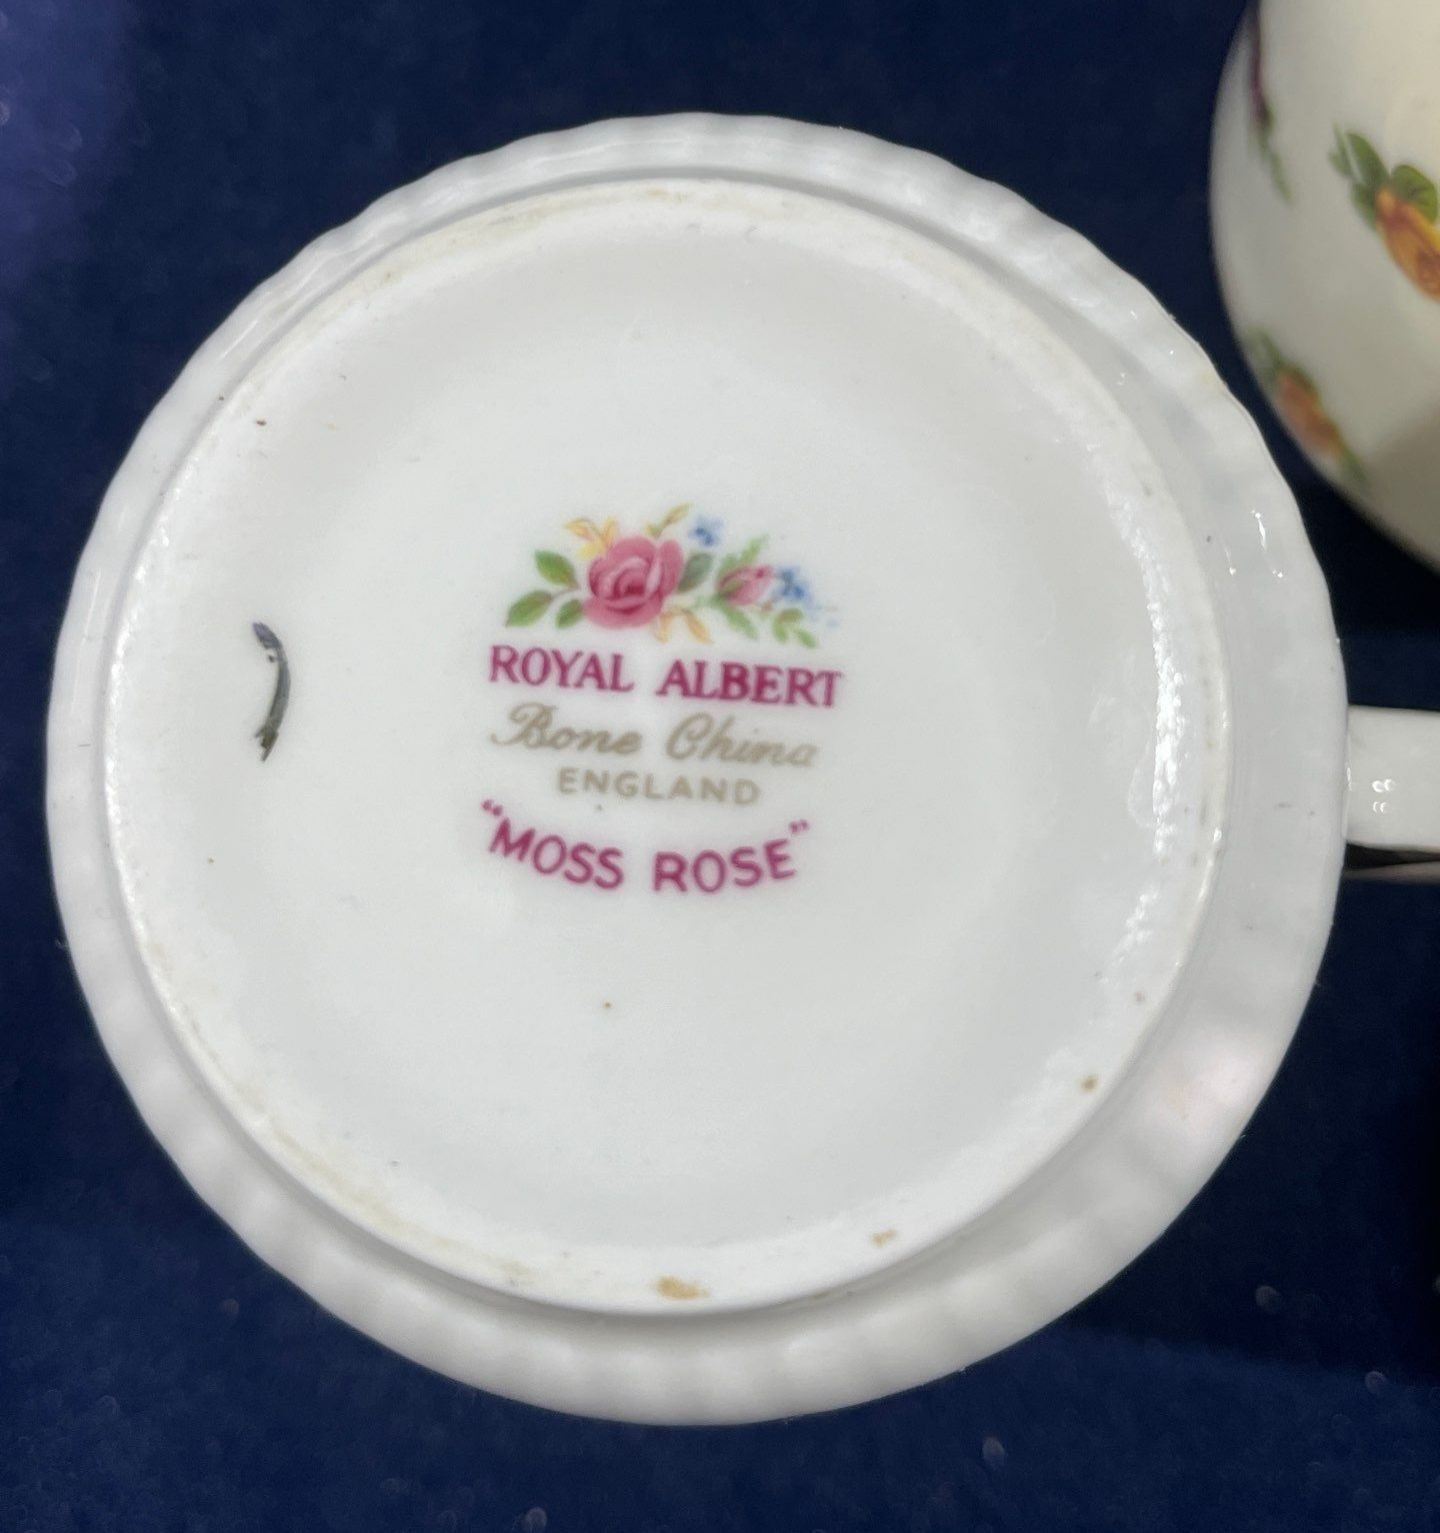 ROYAL ALBERT
Bone China
ENGLAND
"MOSS ROSE"